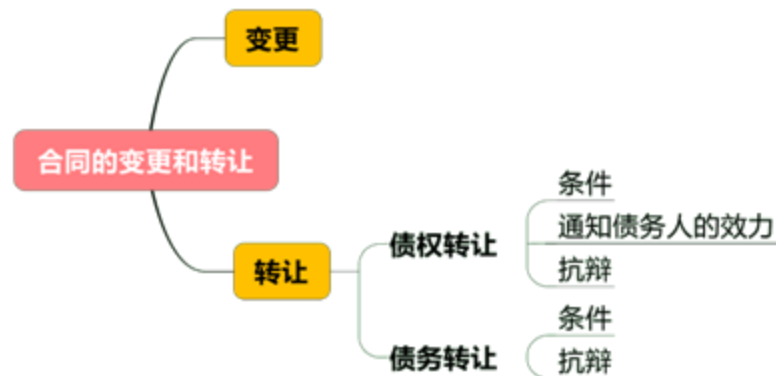 变更
合同的变更和转让
转让
债权转让
条件
通知债务人的效力
抗辩
债务转让
条件
抗辩